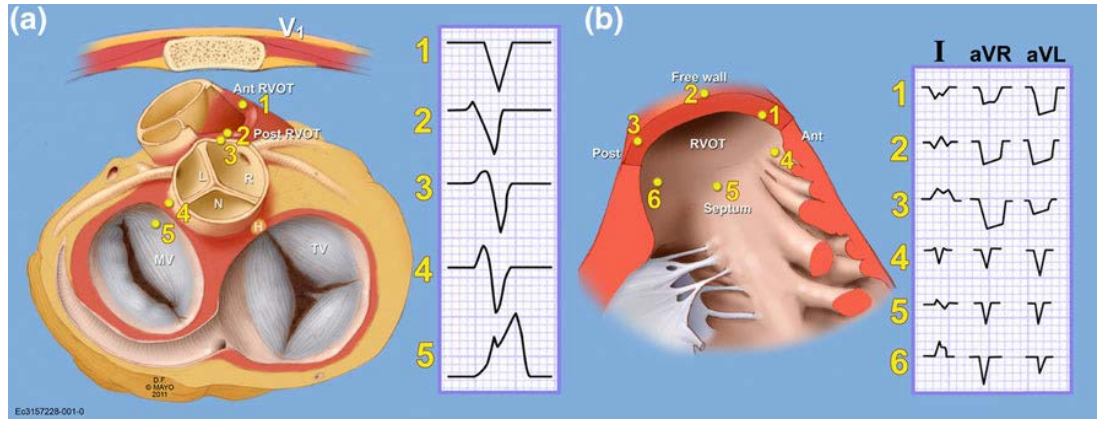 (a)
V1
Ant RVOT
1
2
Post RVOT
3
L
R
N
4
5
H
MV
TV
D.F.
© MAYO
2011
Ec3157228-001-0
1
2
3
4
5
(b)
Free wall
2
1
3
RVOT
Ant
Post
4
6
5
Septum
I aVR aVL
1
2
3
4
5
6